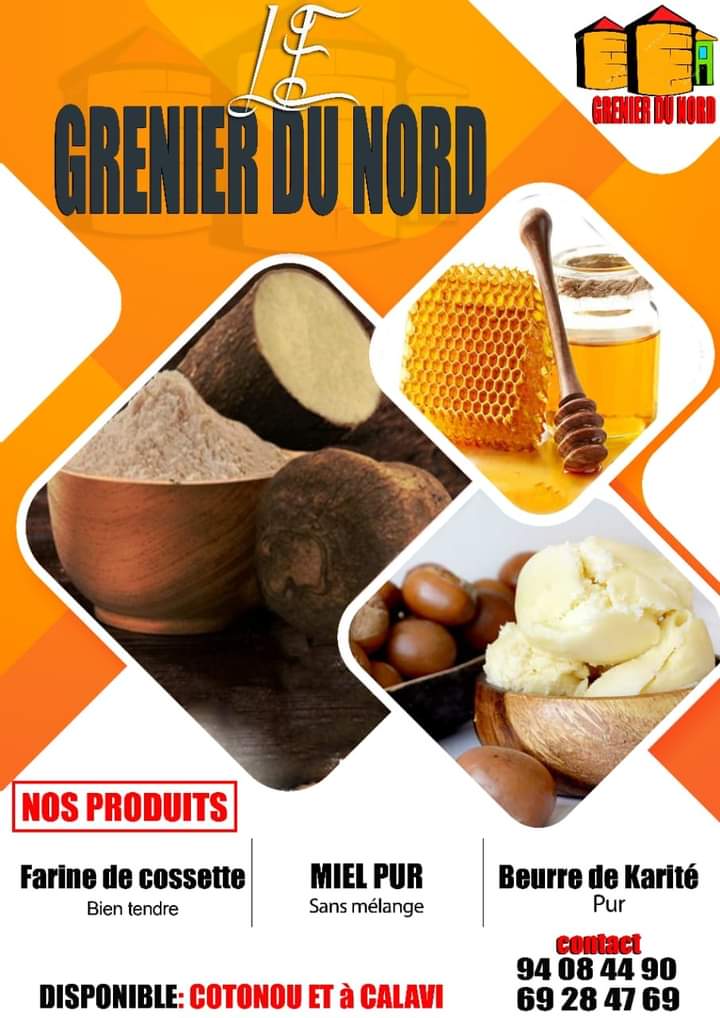 LE
GRENIER DU NORD
GRENIER DU NORD
NOS PRODUITS
Farine de cossette
Bien tendre
MIEL PUR
Sans mélange
Beurre de Karité
Pur
contact
94 08 44 90
69 28 47 69
DISPONIBLE: COTONOU ET à CALAVI